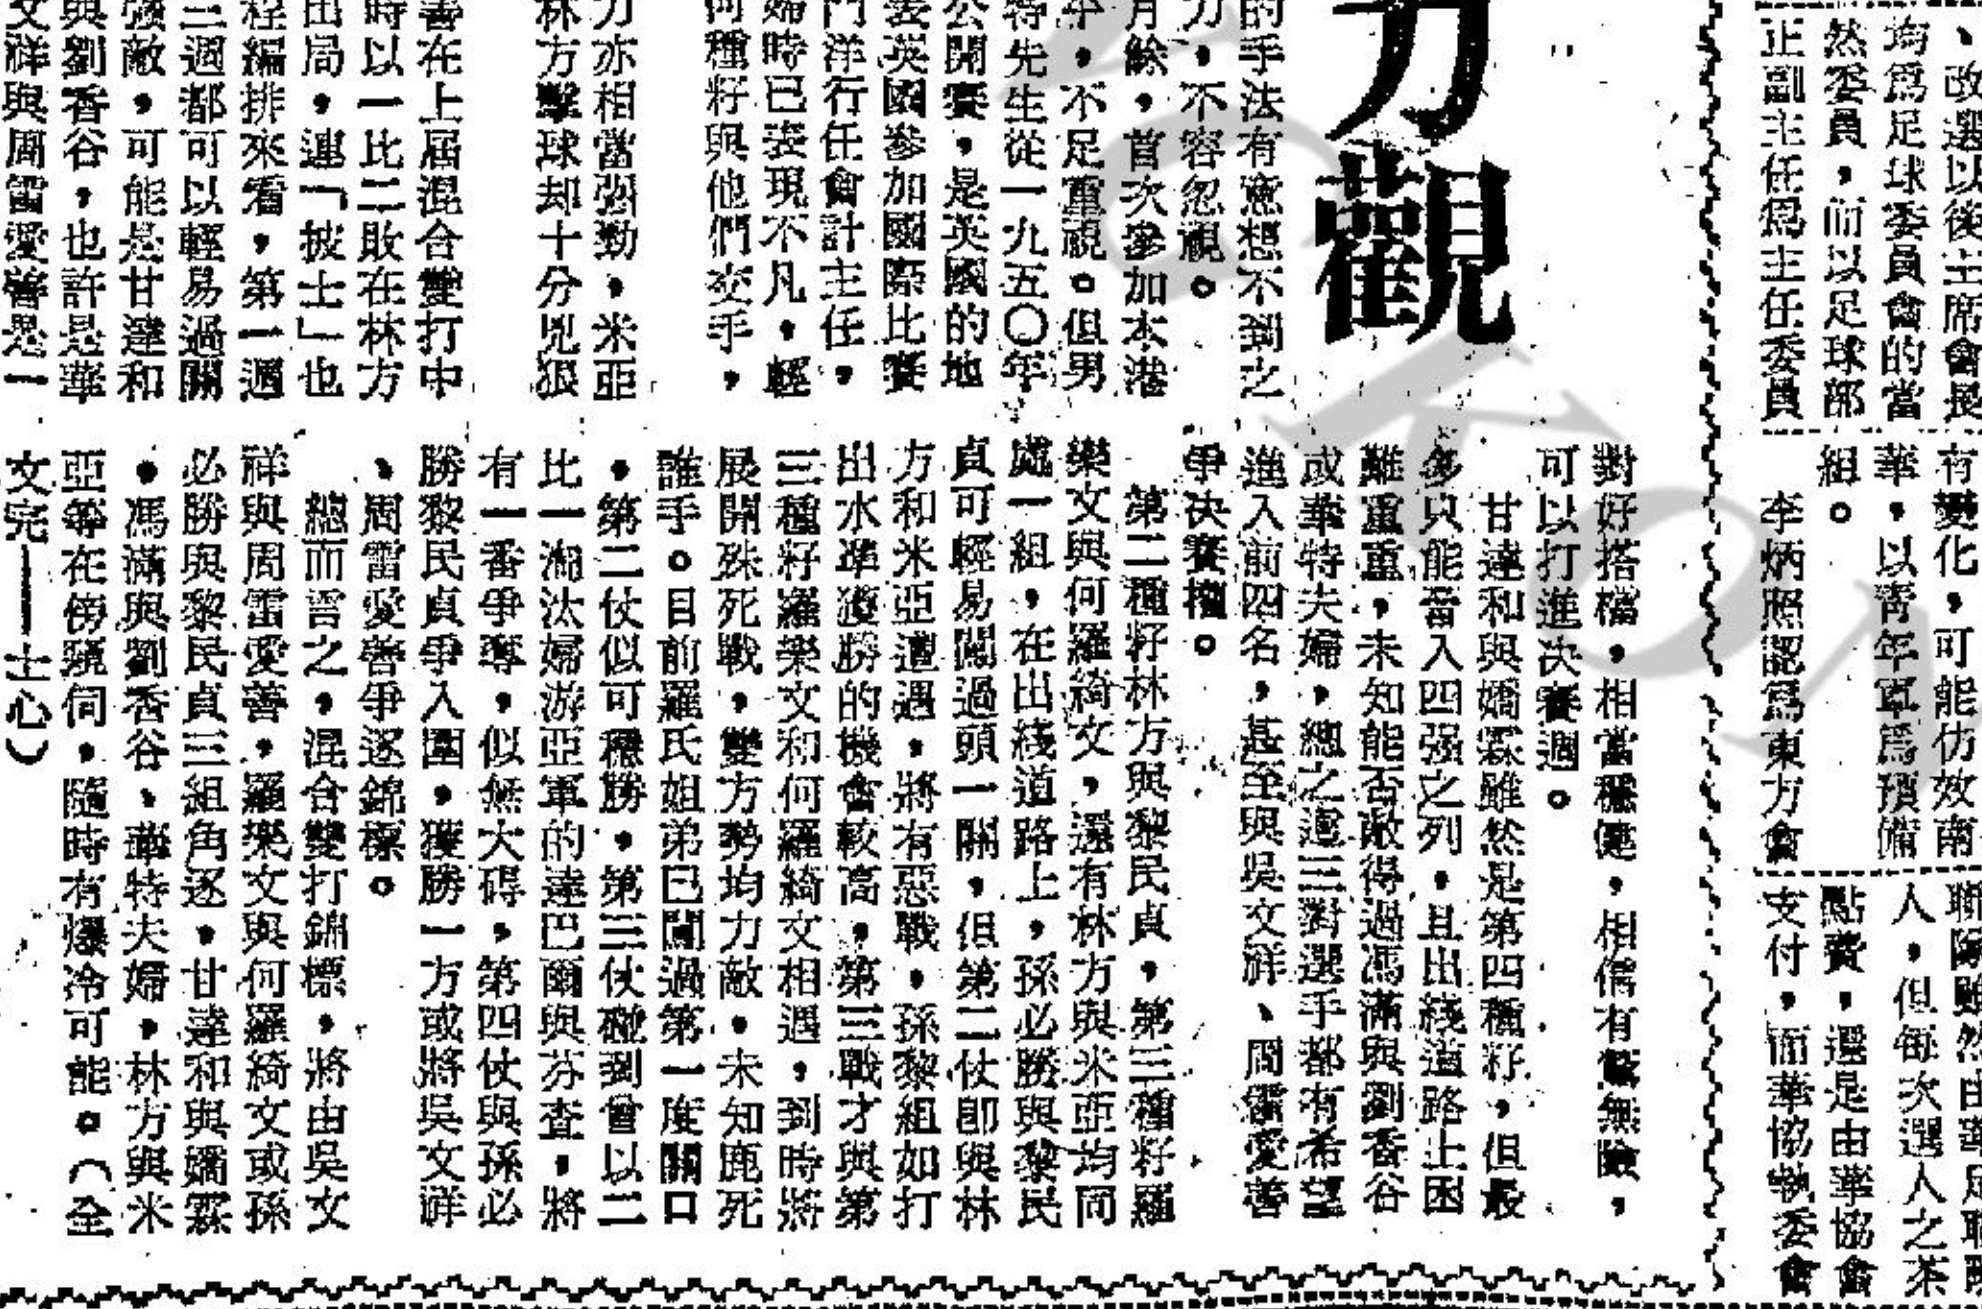 力觀
的手法有意想不到之
力，不容忽視。
月餘，首次參加本港
不足重視。但男
特先生從一九五〇年
公開賽，是英國的地
裘英國參加國際比賽
門洋行任會計主任，
婦時已表現不凡，輕
何種籽與他們交手，
力亦相當弱勁，米亞
林方擊球却十分兇狠
善在上屆混合雙打中
時以一比二敗在林方
出局，連「披士」也
程編排來看，第一週
三週都可以輕易過關
強敵，可能是甘達和
與劉香谷，也許是華
文祥與周雷愛善是一
對好搭檔，相當穩健，相信有驚無險，
可以打進决賽週。
甘達和與嬌霖雖然是第四種籽，但最
多只能晉入四强之列，且出綫道路上困
難重重，未知能否敵得過馮滿與劉香谷
或華特夫婦，總之這三對選手都有希望
進入前四名，甚至與吳文祥、周雷愛善
爭决賽權。
第二種籽林方與黎民貞，第三種籽羅
樂文與何羅綺文，還有林方與米亞均同
處一組，在出綫道路上，孫必勝與黎民
貞可輕易闖過頭一關，但第二仗卽與林
方和米亞遭遇，將有惡戰，孫黎組如打
出水準獲勝的機會較高，第三戰才與第
三種籽羅樂文和何羅綺文相遇，到時將
展開殊死戰，雙方勢均力敵，未知鹿死
誰手。目前羅氏姐弟已闖過第一度關口
，第二仗似可穩勝，第三仗碰到曾以二
比一淘汰婦游亞軍的達巴爾與芬查，將
有一番爭奪，似無大碍，第四仗與孫必
勝黎民貞爭入圍，獲勝一方或將吳文祥
、周雷愛善爭逐錦標。
總而言之，混合雙打錦標，將由吳文
祥與周雷愛善，羅樂文與何羅綺文或孫
必勝與黎民貞三組角逐，甘達和與嬌霖
，馮滿與劉香谷、華特夫婦，林方與米
亞等在傍窺伺，隨時有爆冷可能。（全
文完——士心）
、改選以後主席會長
均爲足球委員會的當
然委員，而以足球部
正副主任爲主任委員
有變化，可能仿效南
華，以靑年軍爲預備
組。
李炳照認爲東方會
人，但每次選人之茶
點費，還是由華協會
支付，而華協執委會